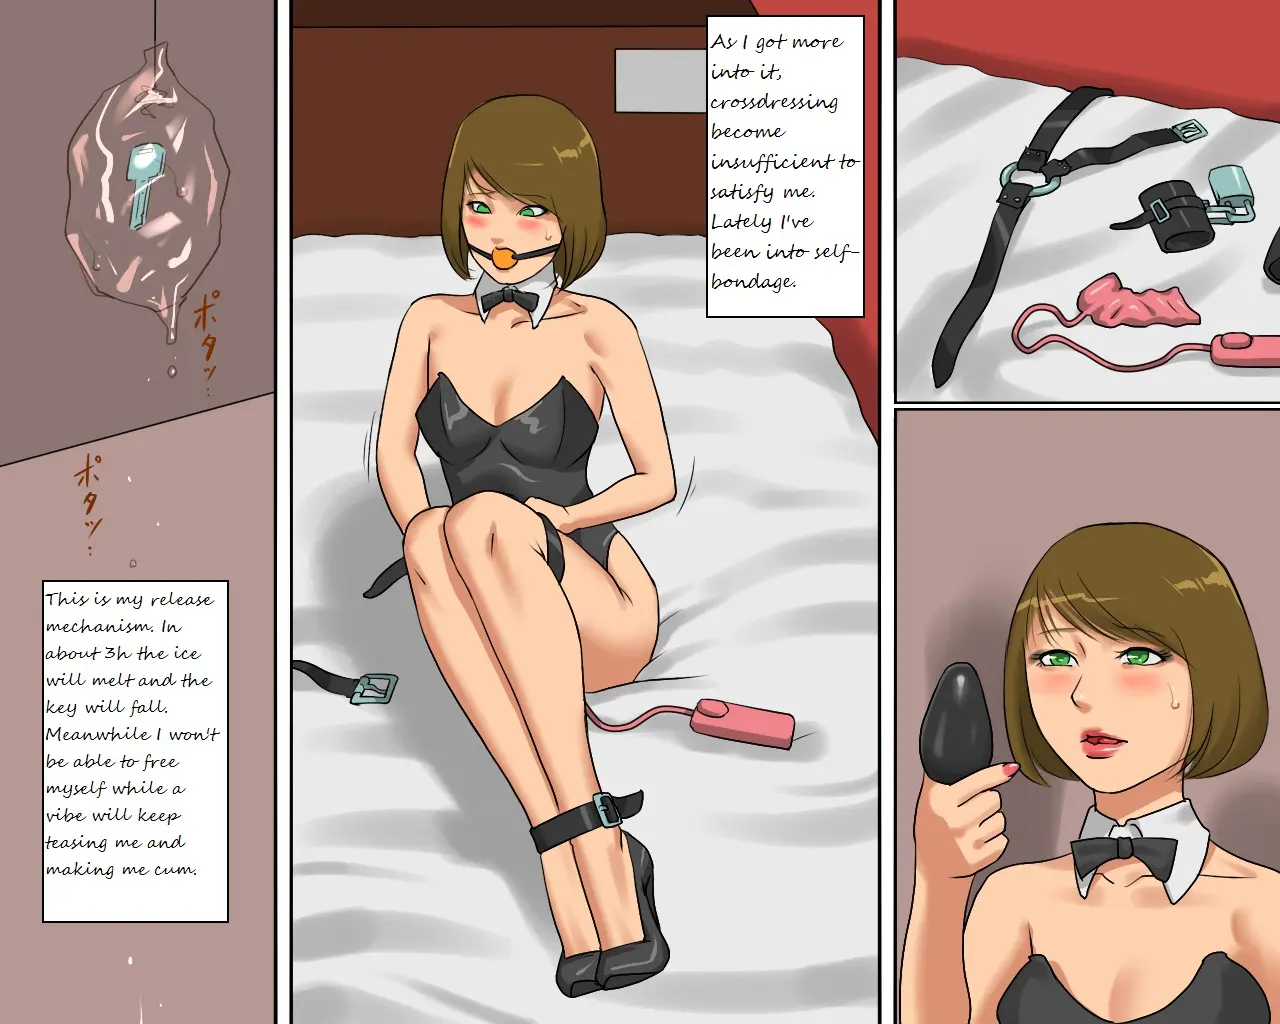 As I got more
into it,
crossdressing
become
insufficient to
satisfy me.
Lately I've
been into self-
bondage.
This is my release
mechanism. In
about 3h the ice
will melt and the
key will fall.
Meanwhile I won't
be able to free
myself while a
vibe will keep
teasing me and
making me cum.
ポタッ…
ポタッ…